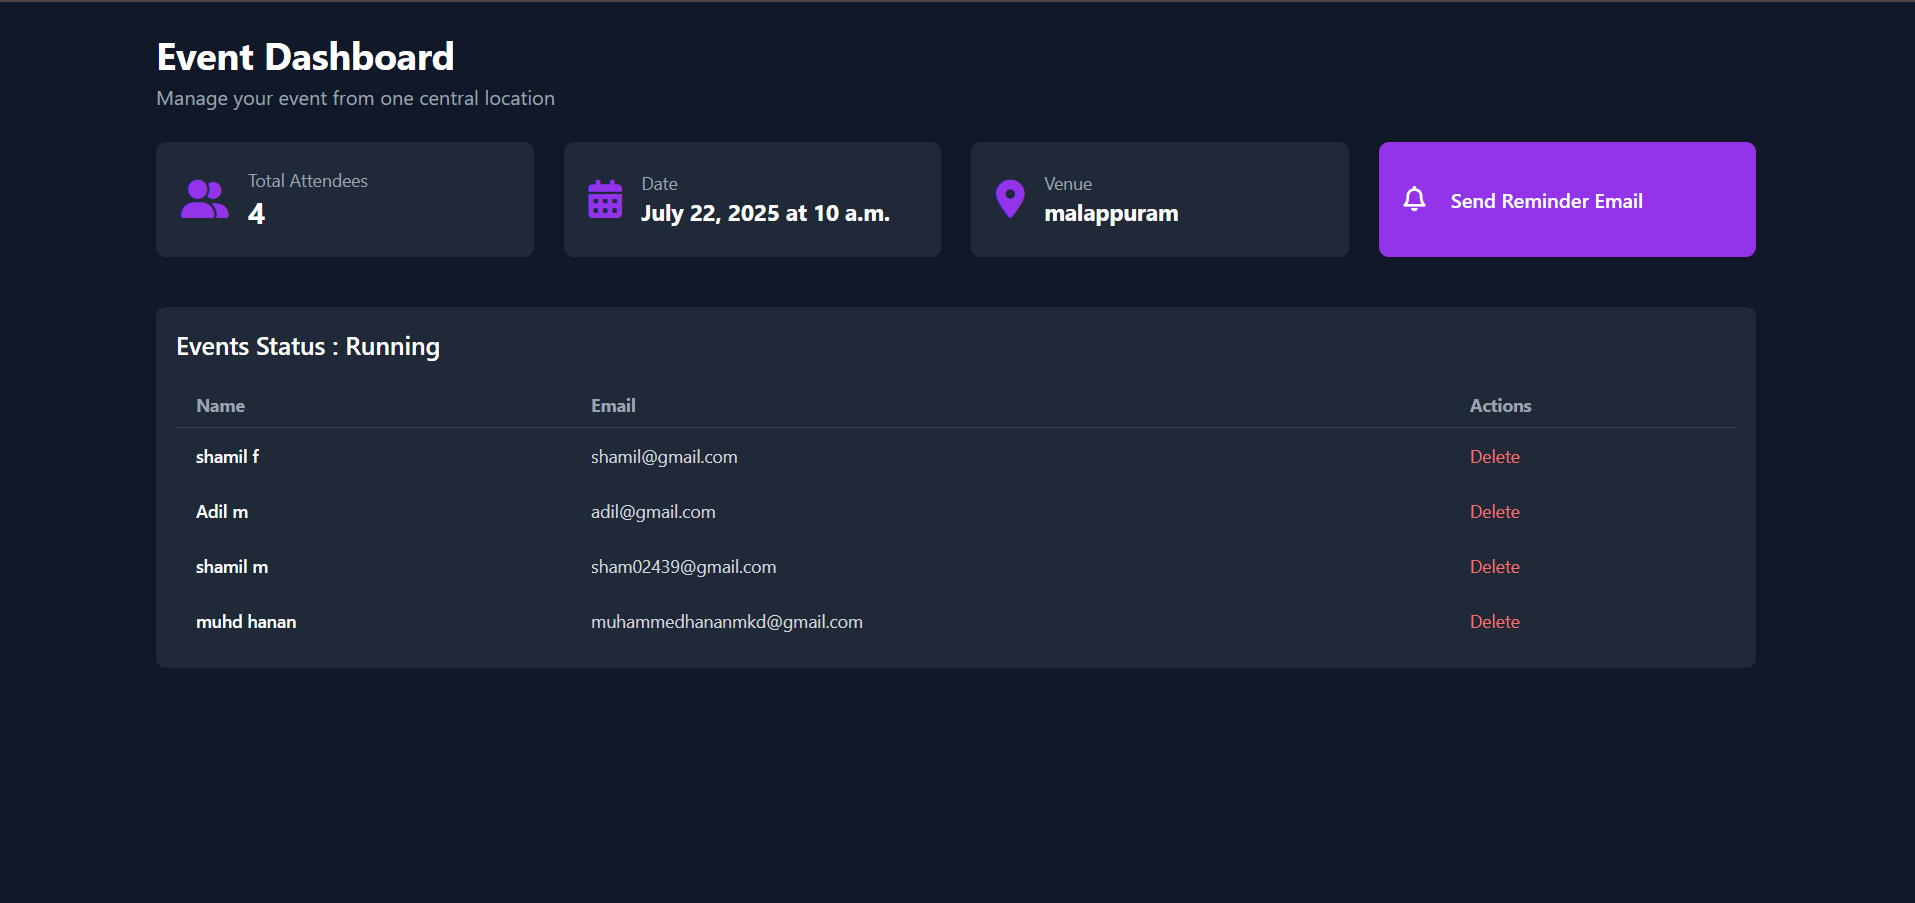 Event Dashboard
Manage your event from one central location
Total Attendees
4
Date
July 22, 2025 at 10 a.m.
Venue
malappuram
Send Reminder Email
Events Status : Running
Name Email Actions
shamil f shamil@gmail.com Delete
Adil m adil@gmail.com Delete
shamil m sham02439@gmail.com Delete
muhd hanan muhammedhananmkd@gmail.com Delete